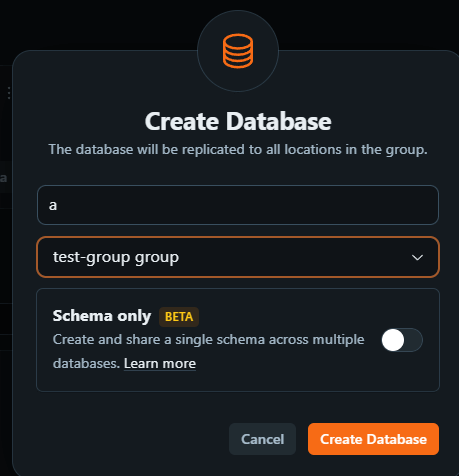 Create Database
The database will be replicated to all locations in the group.
a
a
test-group group
Schema only BETA
Create and share a single schema across multiple
databases. Learn more
Cancel Create Database